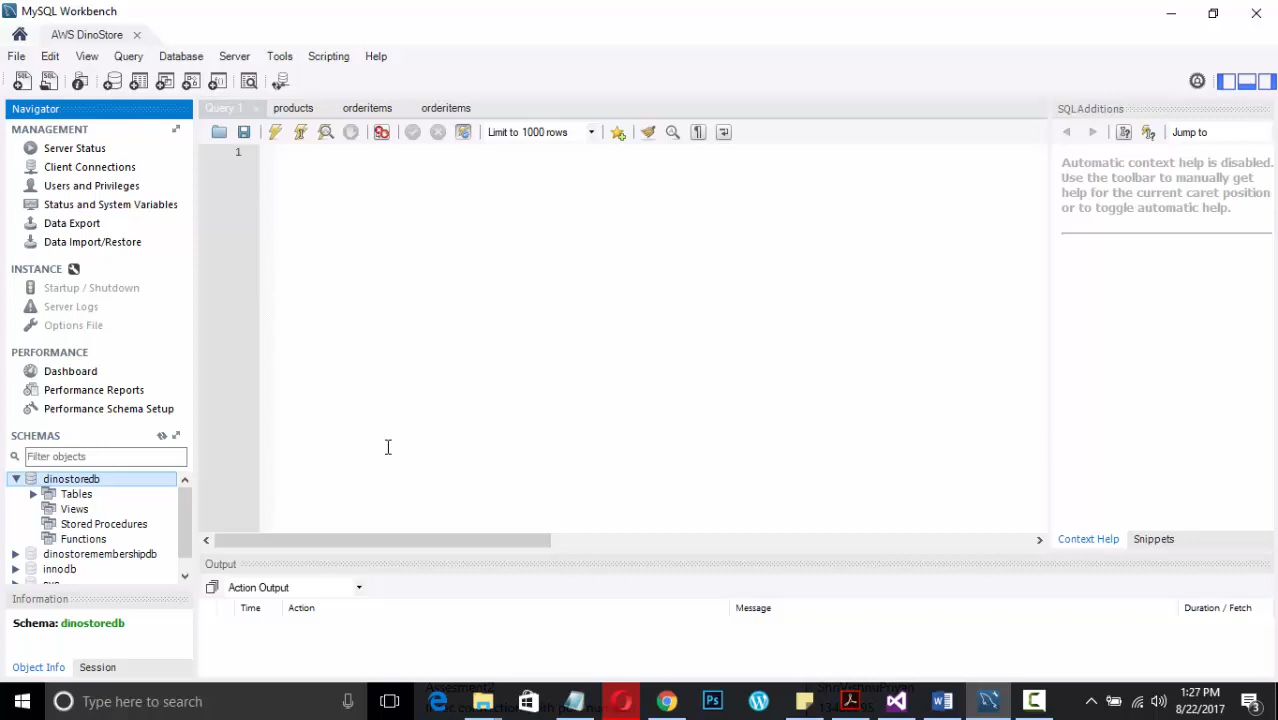 MySQL Workbench
AWS DinoStore
File Edit View Query Database Server Tools Scripting Help
Navigator
MANAGEMENT
Server Status
Client Connections
Users and Privileges
Status and System Variables
Data Export
Data Import/Restore
INSTANCE
Startup / Shutdown
Server Logs
Options File
PERFORMANCE
Dashboard
Performance Reports
Performance Schema Setup
SCHEMAS
Filter objects
dinostoredb
Tables
Views
Stored Procedures
Functions
dinostoremembershipdb
innodb
sys
Information
Schema: dinostoredb
Object Info Session
Query 1 products orderitems orderitems
Limit to 1000 rows
1
Output
Action Output
Time Action Message Duration / Fetch
SQLAdditions
Jump to
Automatic context help is disabled.
Use the toolbar to manually get
help for the current caret position
or to toggle automatic help.
Context Help Snippets
Type here to search
1:27 PM
8/22/2017
3